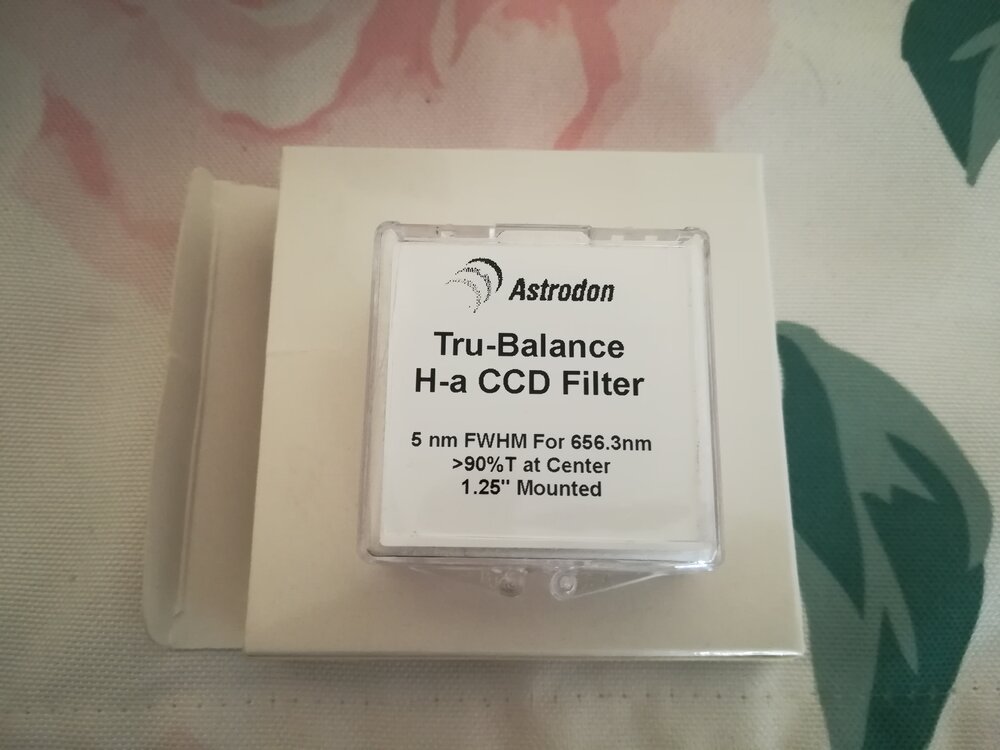 Astrodon
Tru-Balance
H-a CCD Filter
5 nm FWHM For 656.3nm
>90%T at Center
1.25" Mounted